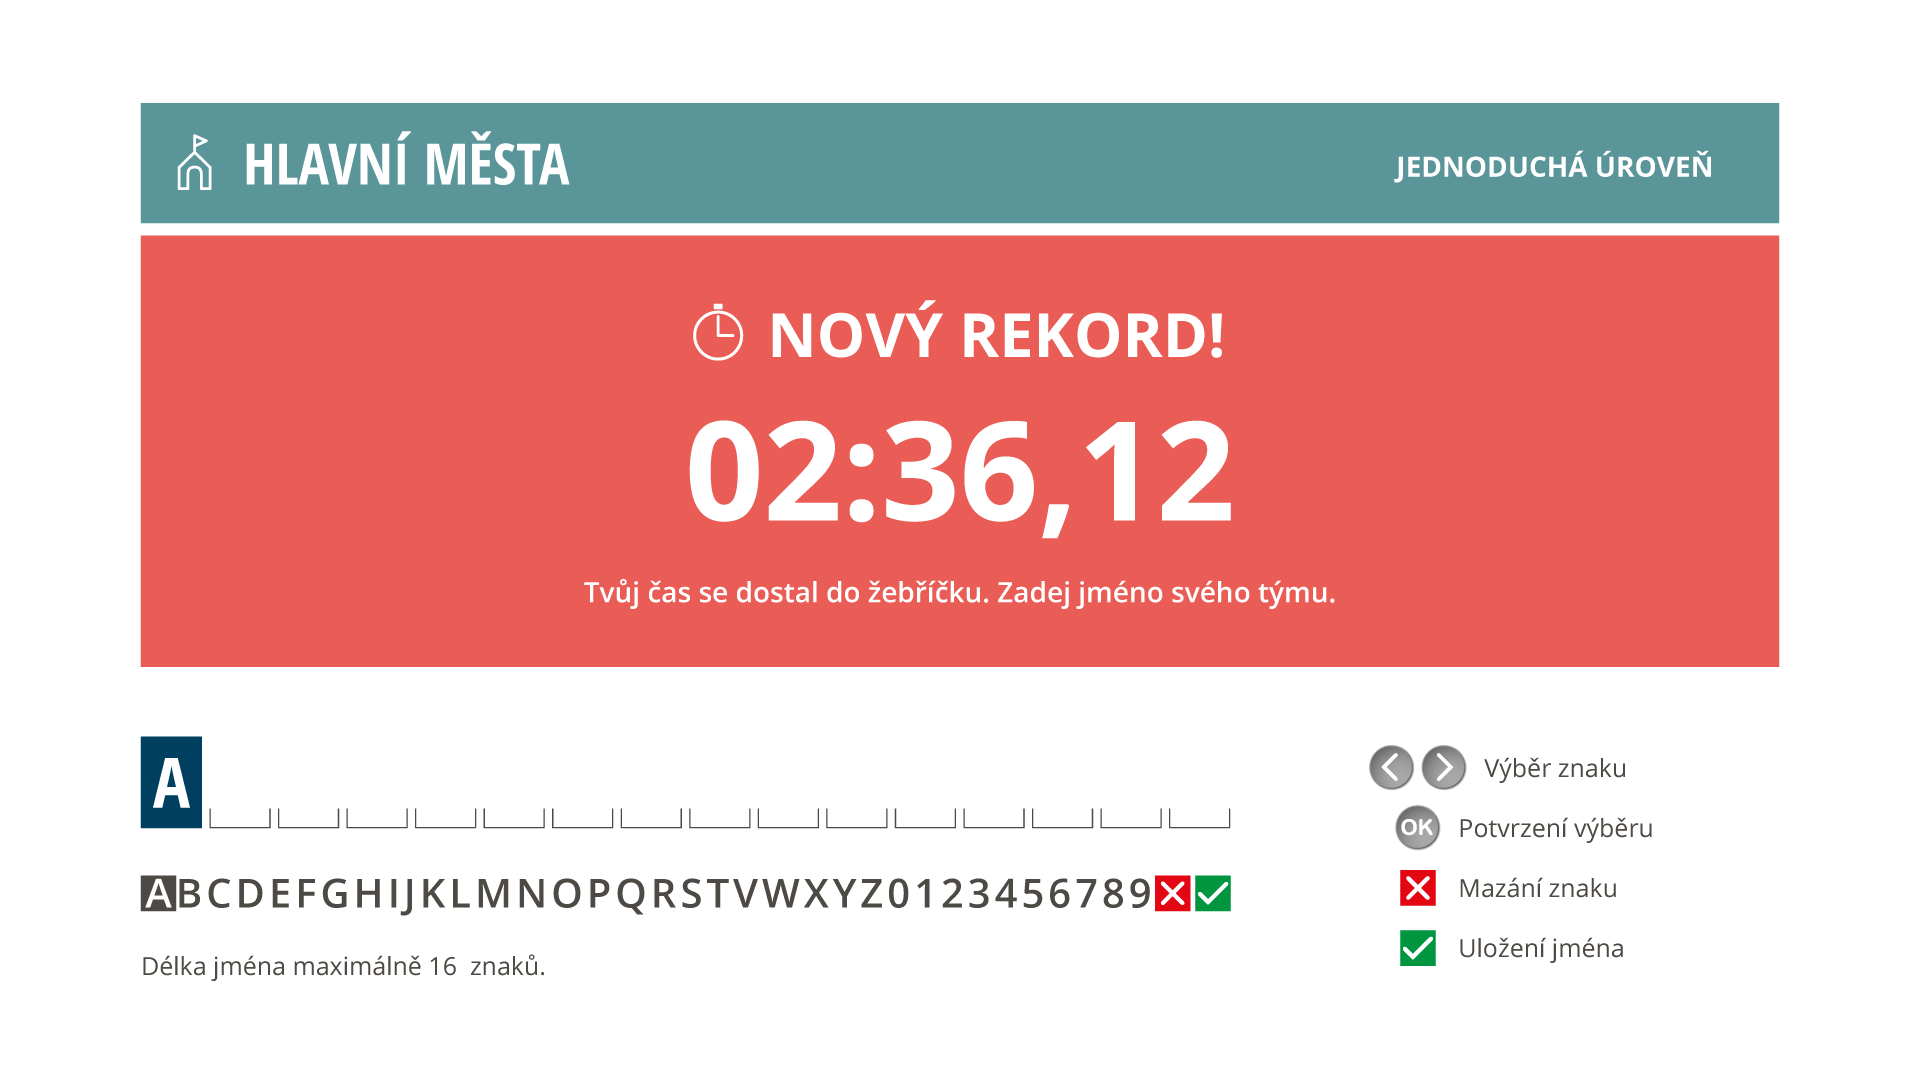 HLAVNÍ MĚSTA
JEDNODUCHÁ ÚROVEŇ
NOVÝ REKORD!
02:36,12
Tvůj čas se dostal do žebříčku. Zadej jméno svého týmu.
A
ABCDEFGHIJKLMNOPQRSTVWXYZ0123456789
Délka jména maximálně 16 znaků.
Výběr znaku
OK Potvrzení výběru
Mazání znaku
Uložení jména